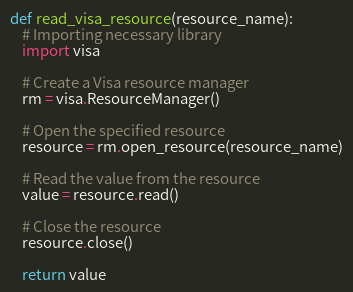 def read_visa_resource(resource_name):
    # Importing necessary library
    import visa

    # Create a Visa resource manager
    rm = visa.ResourceManager()

    # Open the specified resource
    resource = rm.open_resource(resource_name)

    # Read the value from the resource
    value = resource.read()

    # Close the resource
    resource.close()

    return value